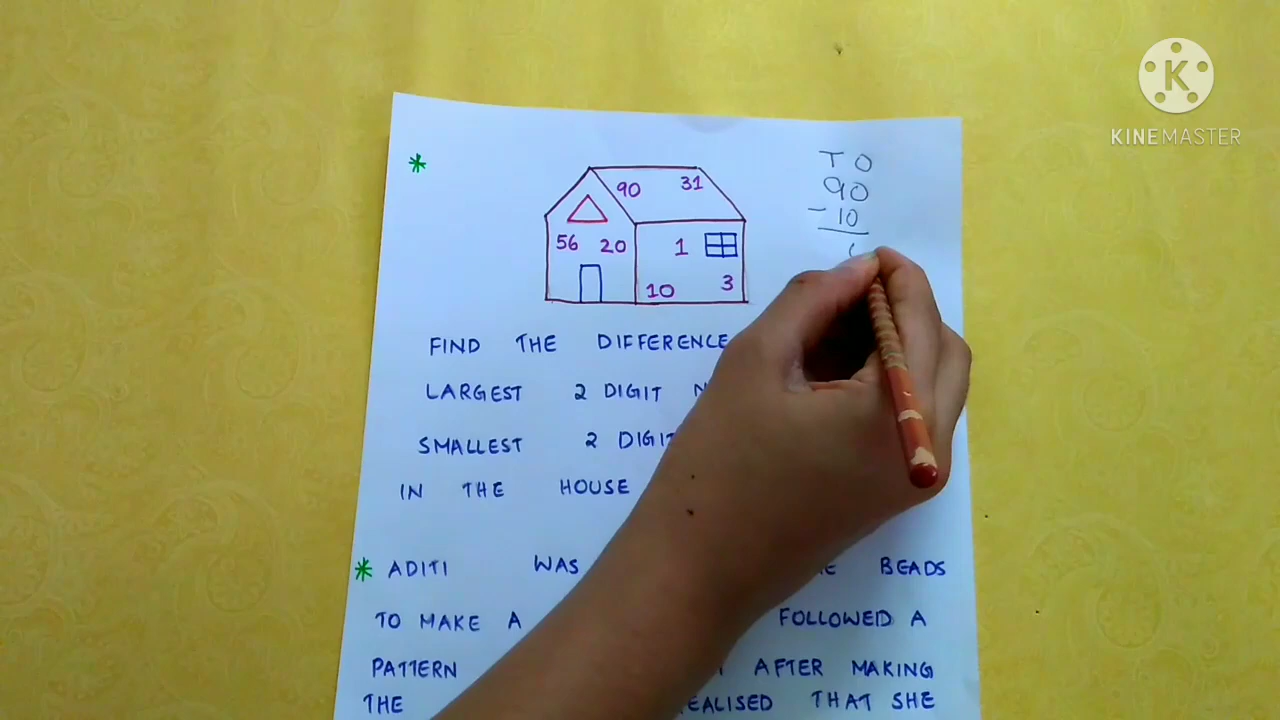 KINEMASTER
*
90 31
56 20 1
10 3
T O
90
- 10
FIND THE DIFFERENCE
LARGEST 2 DIGIT
SMALLEST 2 DIGIT
IN THE HOUSE
* ADITI WAS BEADS
TO MAKE A FOLLOWED A
PATTERN AFTER MAKING
THE THAT SHE